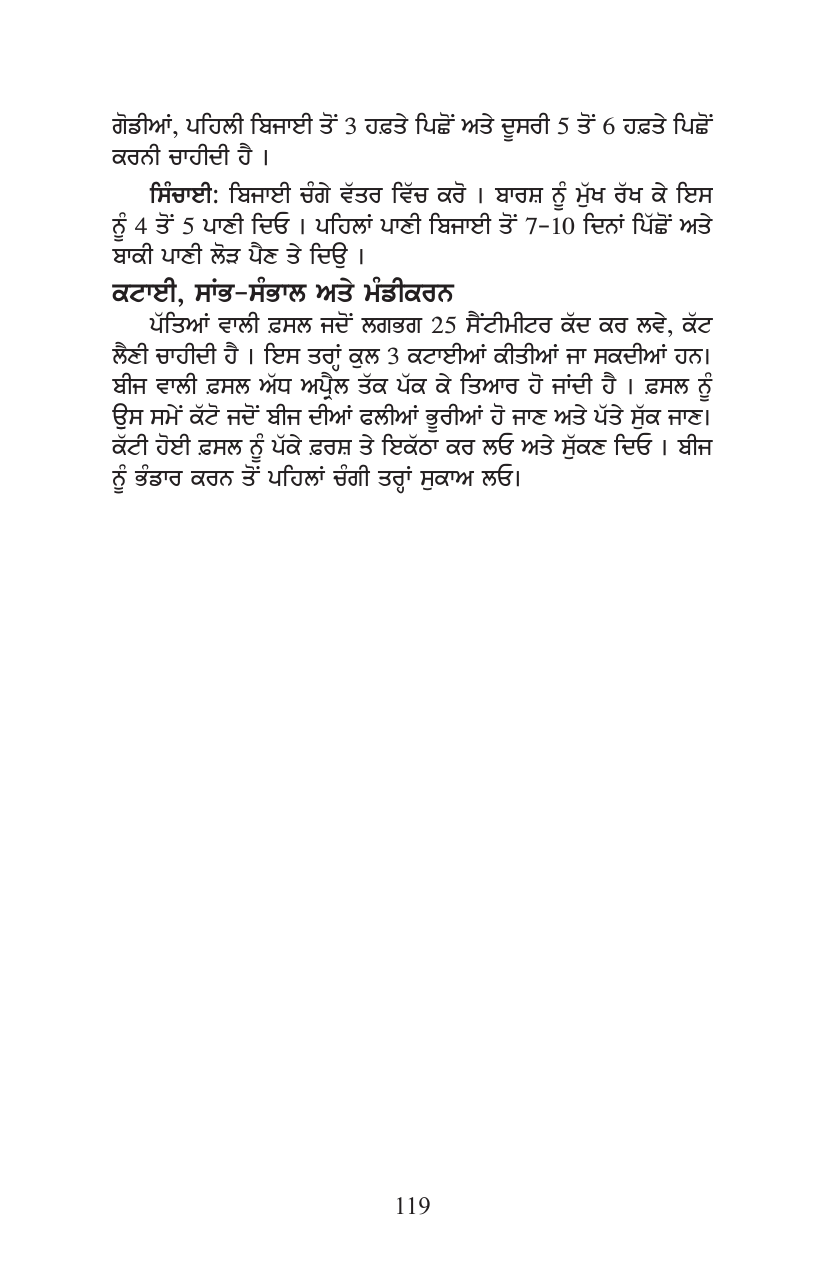 ਗੋਡੀਆਂ, ਪਹਿਲੀ ਬਿਜਾਈ ਤੋਂ 3 ਹਫ਼ਤੇ ਪਿਛੋਂ ਅਤੇ ਦੂਸਰੀ 5 ਤੋਂ 6 ਹਫ਼ਤੇ ਪਿਛੋਂ
ਕਰਨੀ ਚਾਹੀਦੀ ਹੈ ।
ਸਿੰਚਾਈ: ਬਿਜਾਈ ਚੰਗੇ ਵੱਤਰ ਵਿੱਚ ਕਰੋ । ਬਾਰਸ਼ ਨੂੰ ਮੁੱਖ ਰੱਖ ਕੇ ਇਸ
ਨੂੰ 4 ਤੋਂ 5 ਪਾਣੀ ਦਿਓ । ਪਹਿਲਾਂ ਪਾਣੀ ਬਿਜਾਈ ਤੋਂ 7-10 ਦਿਨਾਂ ਪਿੱਛੋਂ ਅਤੇ
ਬਾਕੀ ਪਾਣੀ ਲੋੜ ਪੈਣ ਤੇ ਦਿਉ ।
ਕਟਾਈ, ਸਾਂਭ-ਸੰਭਾਲ ਅਤੇ ਮੰਡੀਕਰਨ
ਪੱਤਿਆਂ ਵਾਲੀ ਫ਼ਸਲ ਜਦੋਂ ਲਗਭਗ 25 ਸੈਂਟੀਮੀਟਰ ਕੱਦ ਕਰ ਲਵੇ, ਕੱਟ
ਲੈਣੀ ਚਾਹੀਦੀ ਹੈ । ਇਸ ਤਰ੍ਹਾਂ ਕੁਲ 3 ਕਟਾਈਆਂ ਕੀਤੀਆਂ ਜਾ ਸਕਦੀਆਂ ਹਨ।
ਬੀਜ ਵਾਲੀ ਫ਼ਸਲ ਅੱਧ ਅਪ੍ਰੈਲ ਤੱਕ ਪੱਕ ਕੇ ਤਿਆਰ ਹੋ ਜਾਂਦੀ ਹੈ । ਫ਼ਸਲ ਨੂੰ
ਉਸ ਸਮੇਂ ਕੱਟੋ ਜਦੋਂ ਬੀਜ ਦੀਆਂ ਫਲੀਆਂ ਭੂਰੀਆਂ ਹੋ ਜਾਣ ਅਤੇ ਪੱਤੇ ਸੁੱਕ ਜਾਣ।
ਕੱਟੀ ਹੋਈ ਫ਼ਸਲ ਨੂੰ ਪੱਕੇ ਫ਼ਰਸ਼ ਤੇ ਇਕੱਠਾ ਕਰ ਲਓ ਅਤੇ ਸੁੱਕਣ ਦਿਓ । ਬੀਜ
ਨੂੰ ਭੰਡਾਰ ਕਰਨ ਤੋਂ ਪਹਿਲਾਂ ਚੰਗੀ ਤਰ੍ਹਾਂ ਸੁਕਾਅ ਲਓ।
119